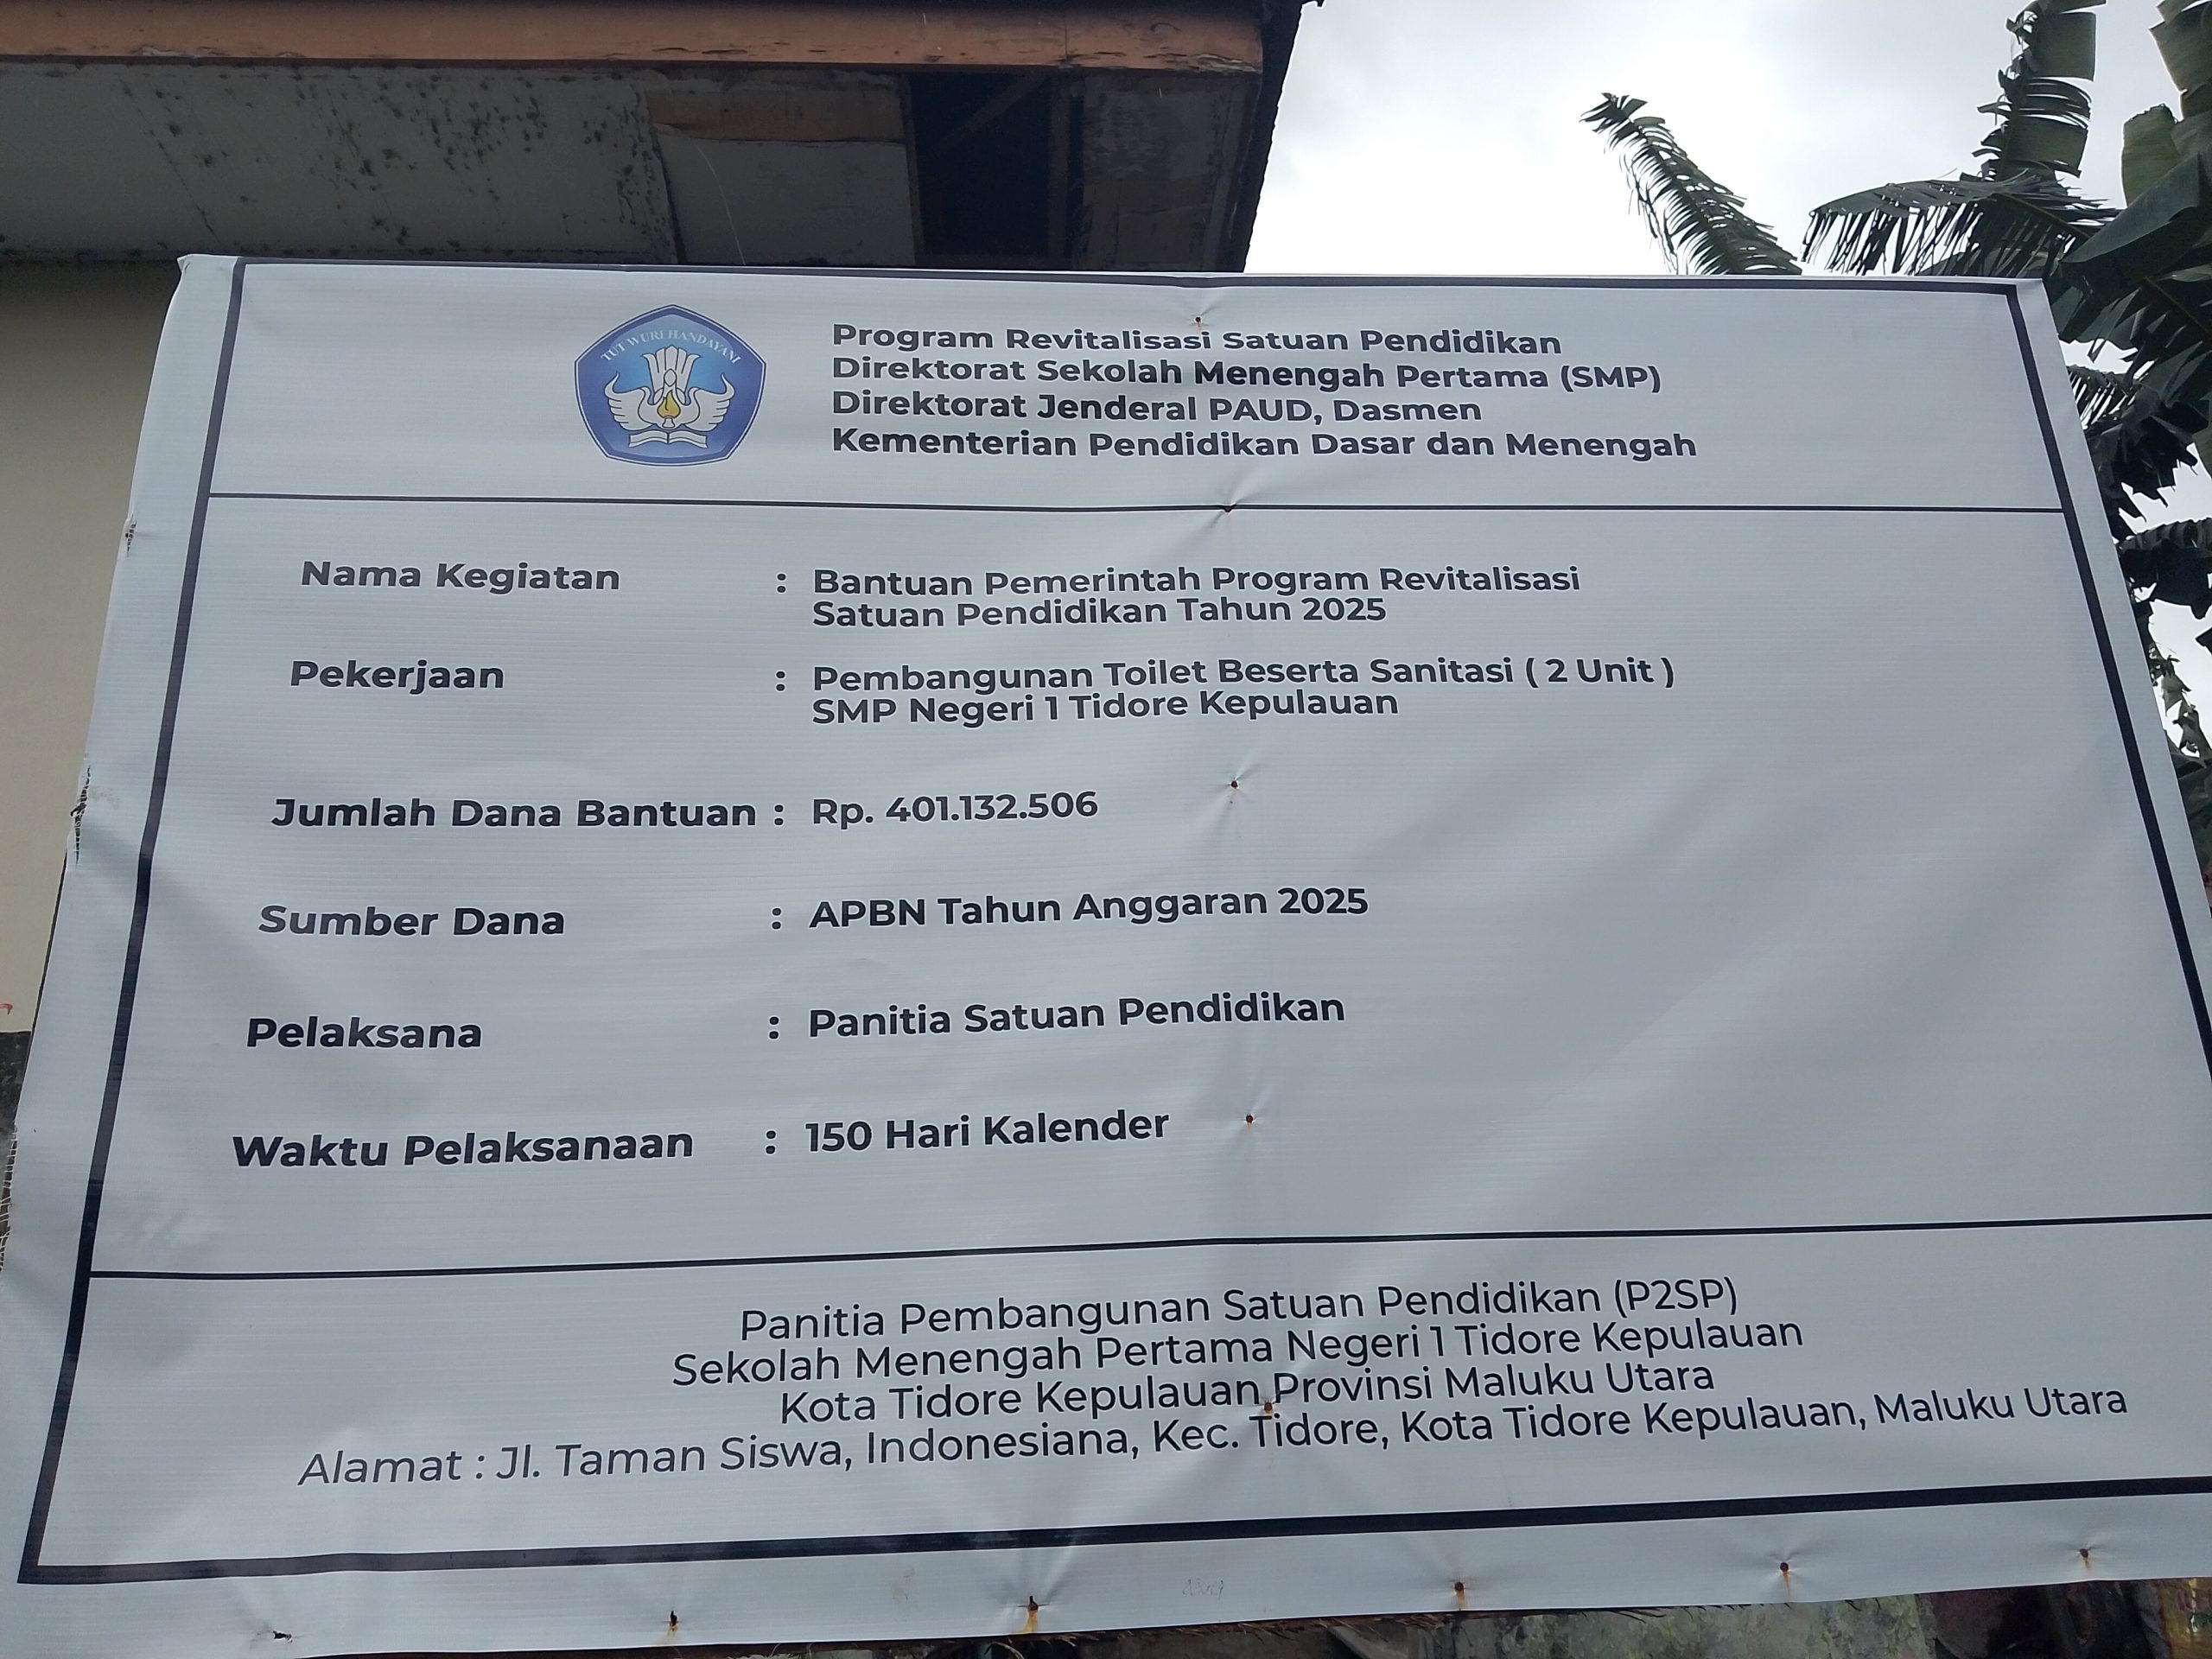 TUT WURI HANDAYANI
Program Revitalisasi Satuan Pendidikan
Direktorat Sekolah Menengah Pertama (SMP)
Direktorat Jenderal PAUD, Dasmen
Kementerian Pendidikan Dasar dan Menengah
Nama Kegiatan : Bantuan Pemerintah Program Revitalisasi
Satuan Pendidikan Tahun 2025
Pekerjaan : Pembangunan Toilet Beserta Sanitasi ( 2 Unit )
SMP Negeri 1 Tidore Kepulauan
Jumlah Dana Bantuan : Rp. 401.132.506
Sumber Dana : APBN Tahun Anggaran 2025
Pelaksana : Panitia Satuan Pendidikan
Waktu Pelaksanaan : 150 Hari Kalender
Panitia Pembangunan Satuan Pendidikan (P2SP)
Sekolah Menengah Pertama Negeri 1 Tidore Kepulauan
Kota Tidore Kepulauan Provinsi Maluku Utara
Alamat : Jl. Taman Siswa, Indonesiana, Kec. Tidore, Kota Tidore Kepulauan, Maluku Utara